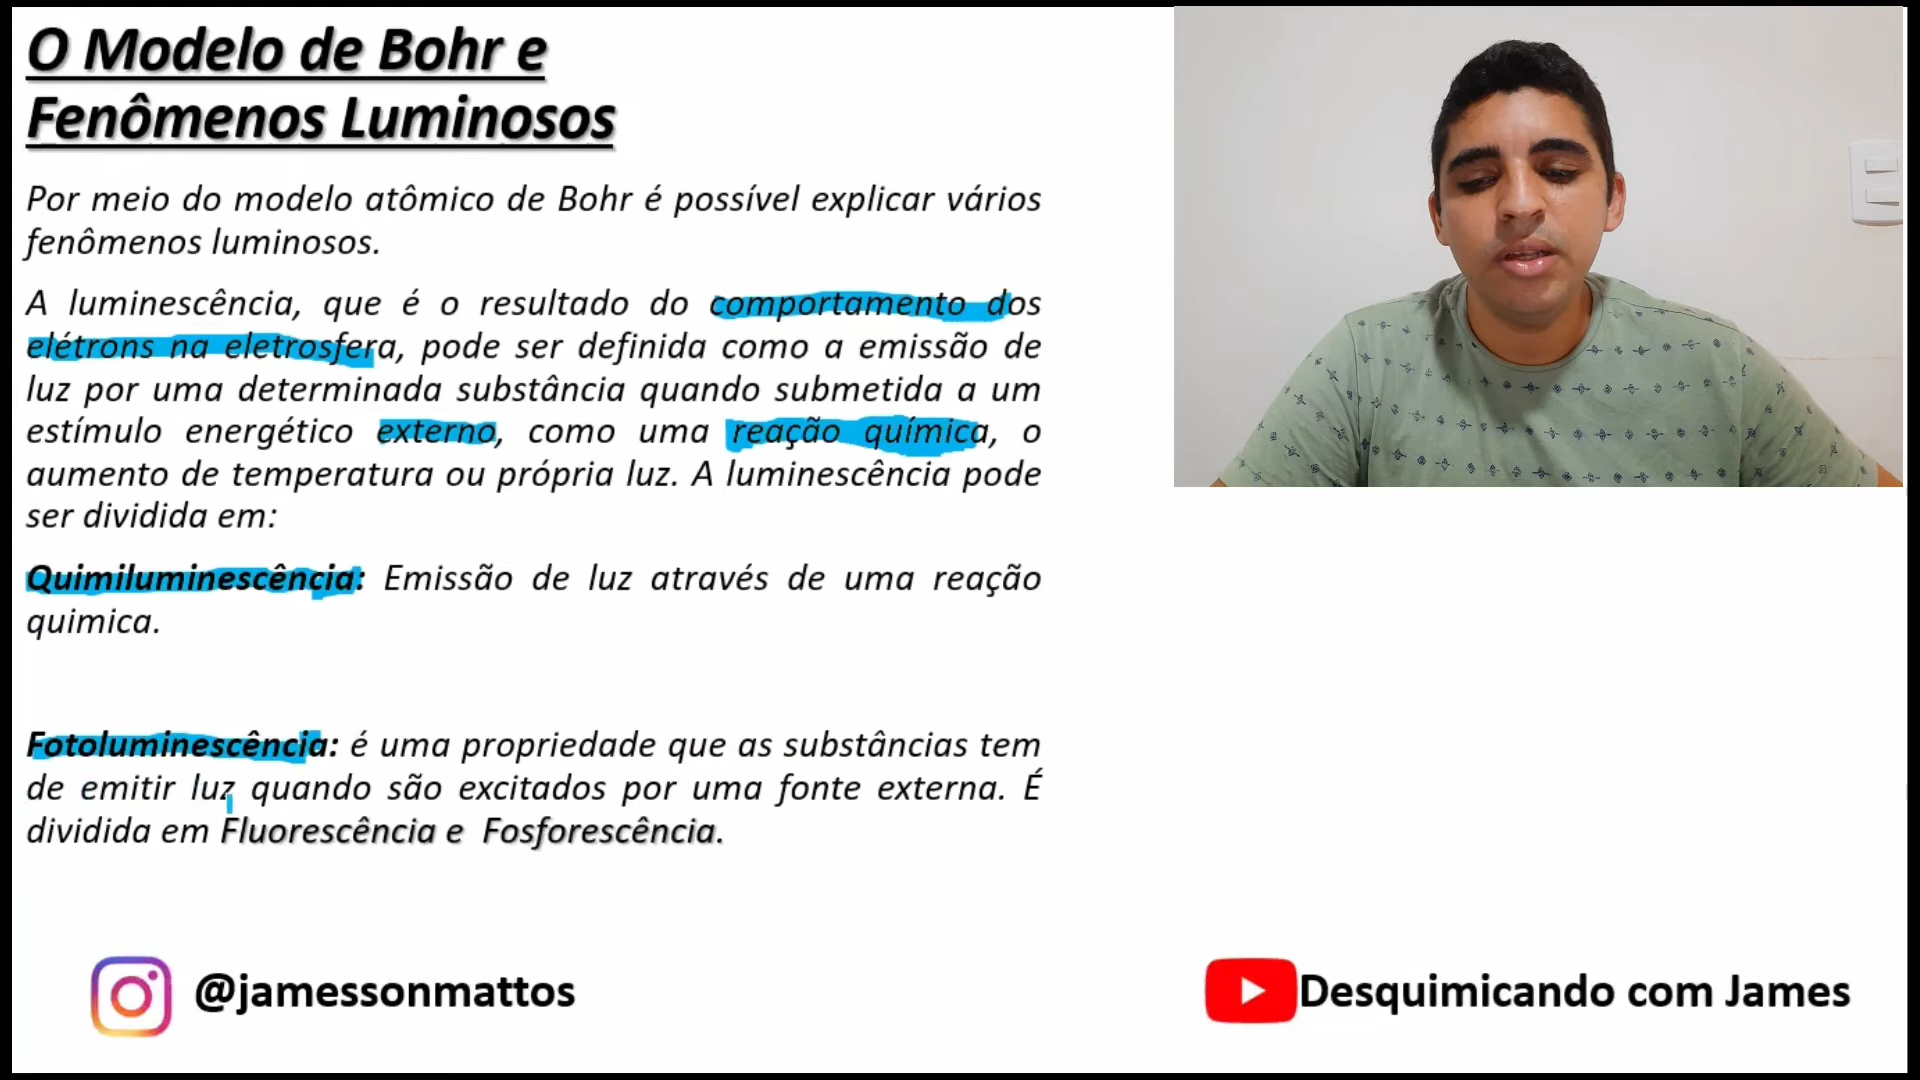 O Modelo de Bohr e
Fenômenos Luminosos
Por meio do modelo atômico de Bohr é possível explicar vários
fenômenos luminosos.
A luminescência, que é o resultado do comportamento dos
elétrons na eletrosfera, pode ser definida como a emissão de
luz por uma determinada substância quando submetida a um
estímulo energético externo, como uma reação química, o
aumento de temperatura ou própria luz. A luminescência pode
ser dividida em:
Quimiluminescência: Emissão de luz através de uma reação
quimica.
Fotoluminescência: é uma propriedade que as substâncias tem
de emitir luz quando são excitados por uma fonte externa. É
dividida em Fluorescência e Fosforescência.
@jamessonmattos
Desquimicando com James